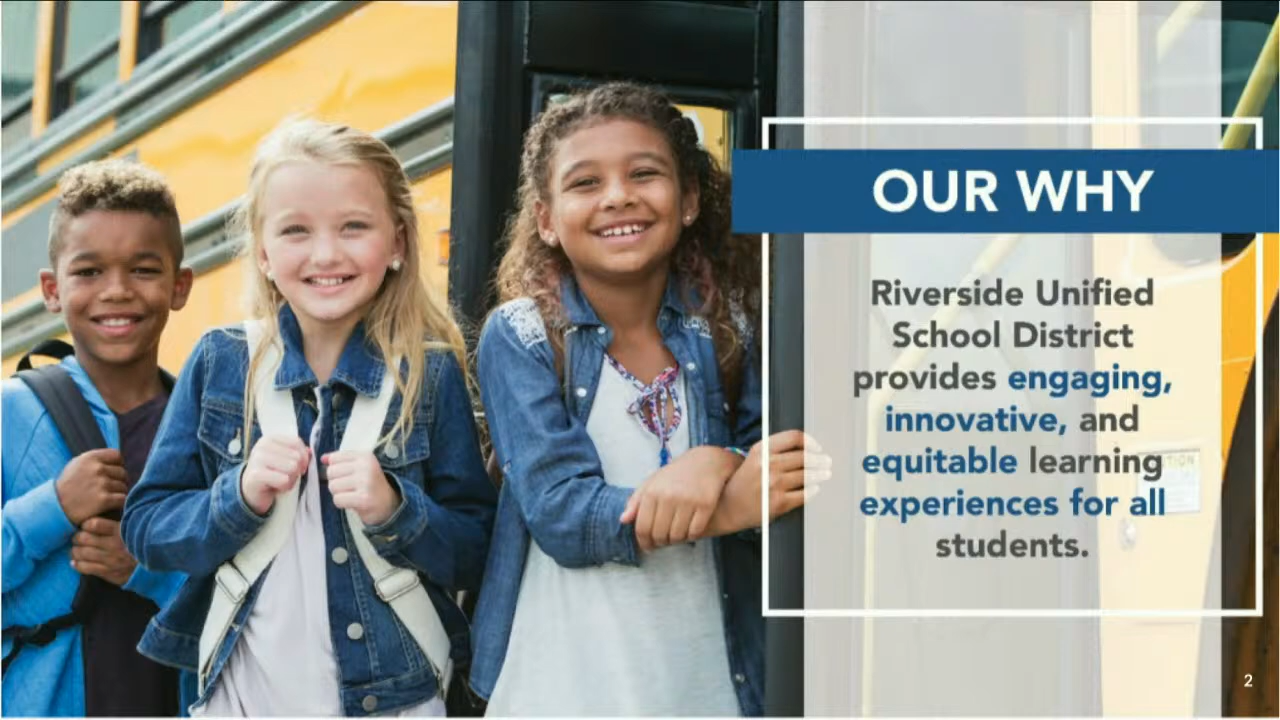 OUR WHY
Riverside Unified
School District
provides engaging,
innovative, and
equitable learning
experiences for all
students.
2